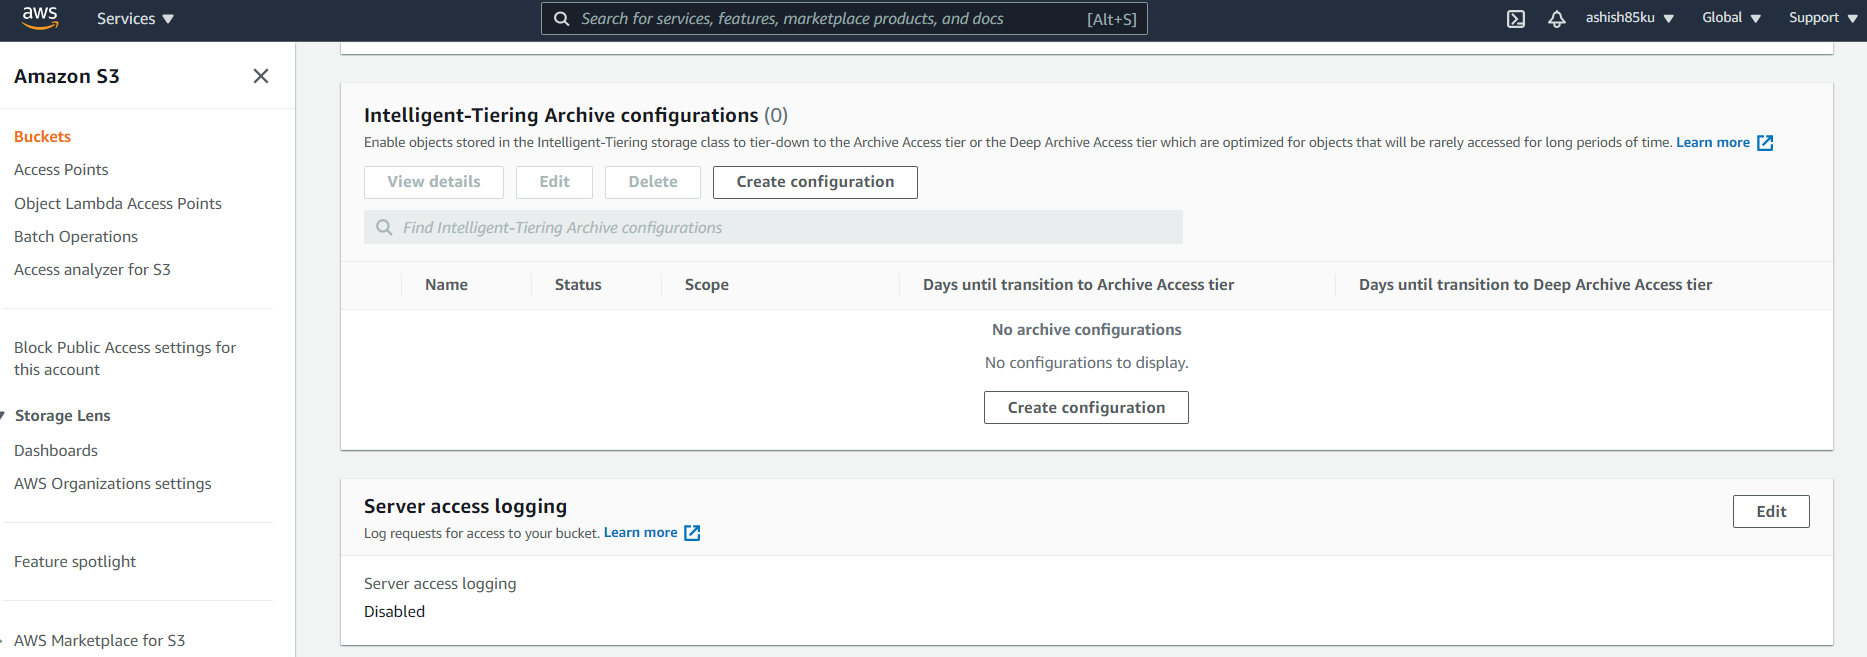 aws
Services
Search for services, features, marketplace products, and docs
[Alt+S]
ashish85ku
Global
Support
Amazon S3
Buckets
Access Points
Object Lambda Access Points
Batch Operations
Access analyzer for S3
Block Public Access settings for
this account
Storage Lens
Dashboards
AWS Organizations settings
Feature spotlight
AWS Marketplace for S3
Intelligent-Tiering Archive configurations (0)
Enable objects stored in the Intelligent-Tiering storage class to tier-down to the Archive Access tier or the Deep Archive Access tier which are optimized for objects that will be rarely accessed for long periods of time. Learn more
View details
Edit
Delete
Create configuration
Find Intelligent-Tiering Archive configurations
Name
Status
Scope
Days until transition to Archive Access tier
Days until transition to Deep Archive Access tier
No archive configurations
No configurations to display.
Create configuration
Server access logging
Edit
Log requests for access to your bucket. Learn more
Server access logging
Disabled